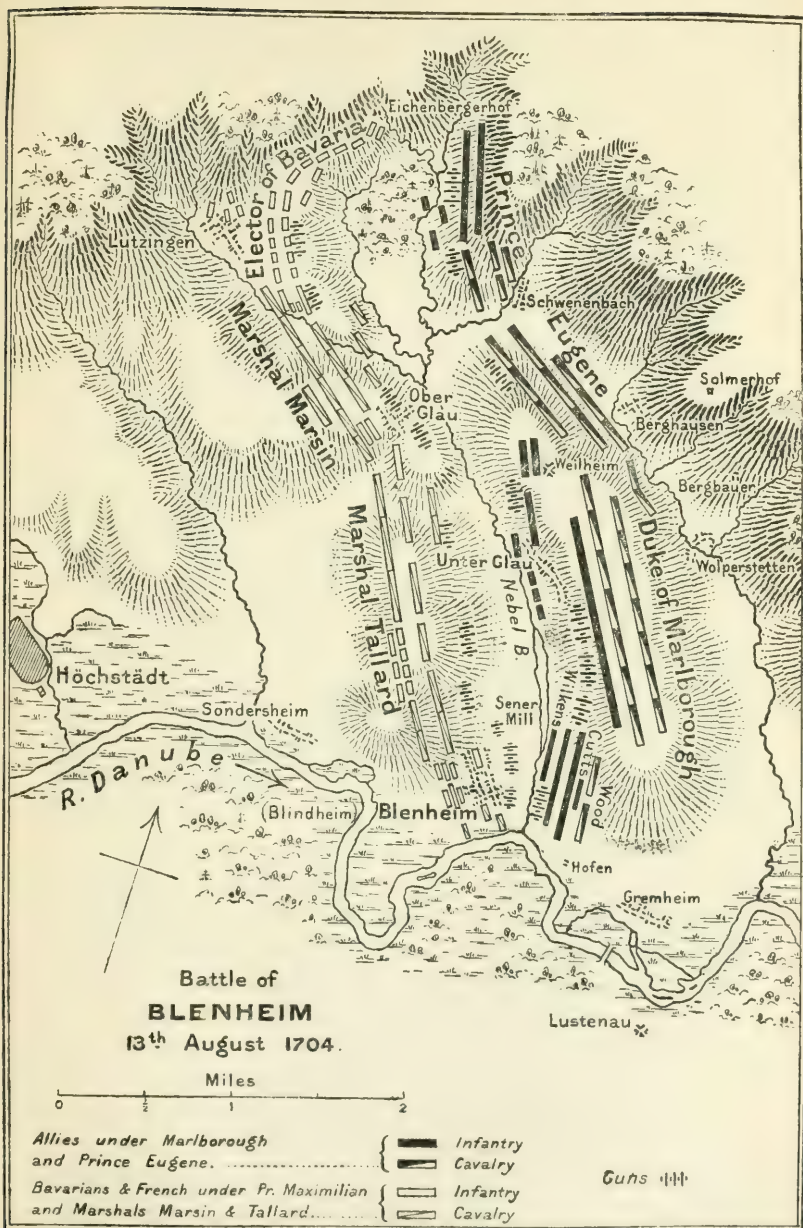 Eichenbergerhof
Elector of Bavaria
Prince
Lutzingen
Schwenenbach
Eugene
Marshal Marsin
Solmerhof
Ober
Glau
Berghausen
Weilheim
Bergbauer
Marshal Tallard
Unter Glau
Duke of Marlborough
Wolperstetten
Nebel B.
Höchstädt
Sondersheim
Sener
Mill
Wilkens
Cutts
Wood
R. Danube
(Blindheim)
Blenheim
Hofen
Gremheim
Battle of
BLENHEIM
13th August 1704.
Lustenau
Miles
0 ½ 1 2
Allies under Marlborough
and Prince Eugene.
Infantry
Cavalry
Guns
Bavarians & French under Pr. Maximilian
and Marshals Marsin & Tallard
Infantry
Cavalry